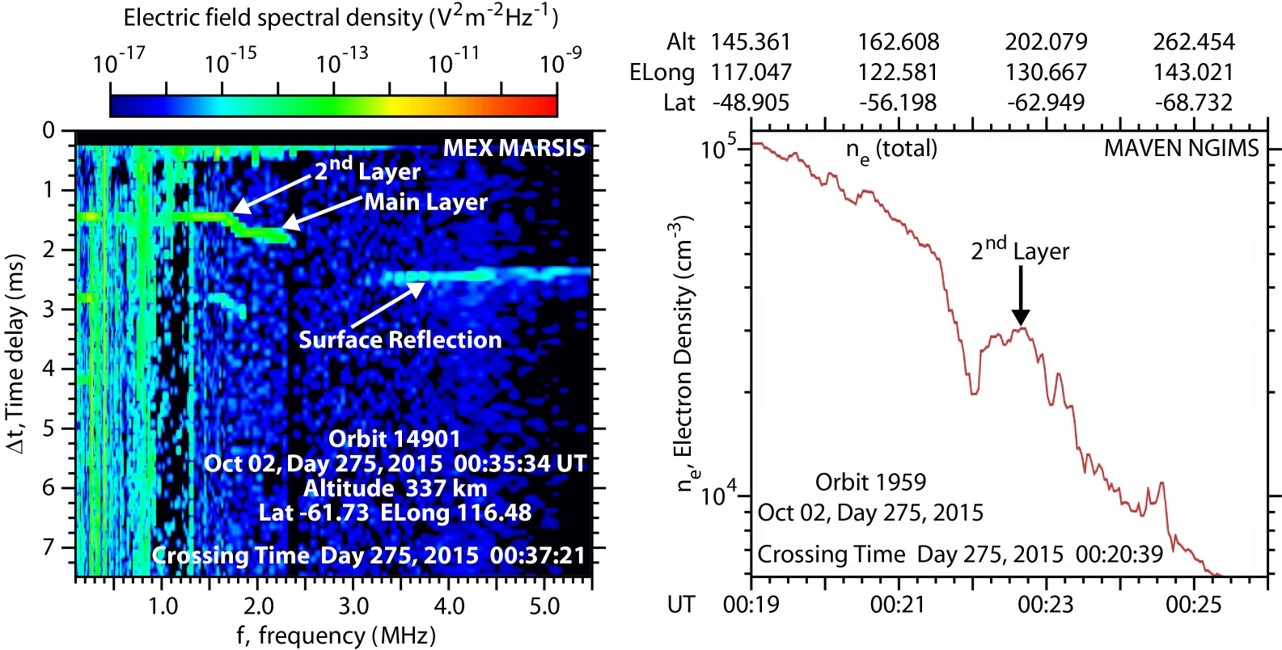 Electric field spectral density (V²m⁻²Hz⁻¹)
10⁻¹⁷ 10⁻¹⁵ 10⁻¹³ 10⁻¹¹ 10⁻⁹
MEX MARSIS
2nd Layer
Main Layer
Surface Reflection
Orbit 14901
Oct 02, Day 275, 2015 00:35:34 UT
Altitude 337 km
Lat -61.73 ELong 116.48
Crossing Time Day 275, 2015 00:37:21
0
1
2
3
4
5
6
7
Δt, Time delay (ms)
1.0 2.0 3.0 4.0 5.0
f, frequency (MHz)
Alt 145.361 162.608 202.079 262.454
ELong 117.047 122.581 130.667 143.021
Lat -48.905 -56.198 -62.949 -68.732
nₑ (total) MAVEN NGIMS
2nd Layer
10⁵
10⁴
nₑ, Electron Density (cm⁻³)
Orbit 1959
Oct 02, Day 275, 2015
Crossing Time Day 275, 2015 00:20:39
UT 00:19 00:21 00:23 00:25